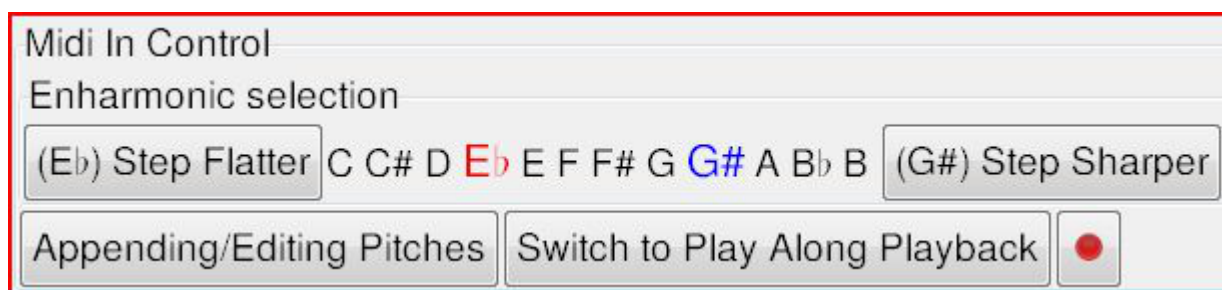 Midi In Control
Enharmonic selection
(E♭) Step Flatter C C# D E♭ E F F# G G# A B♭ B (G#) Step Sharper
Appending/Editing Pitches Switch to Play Along Playback